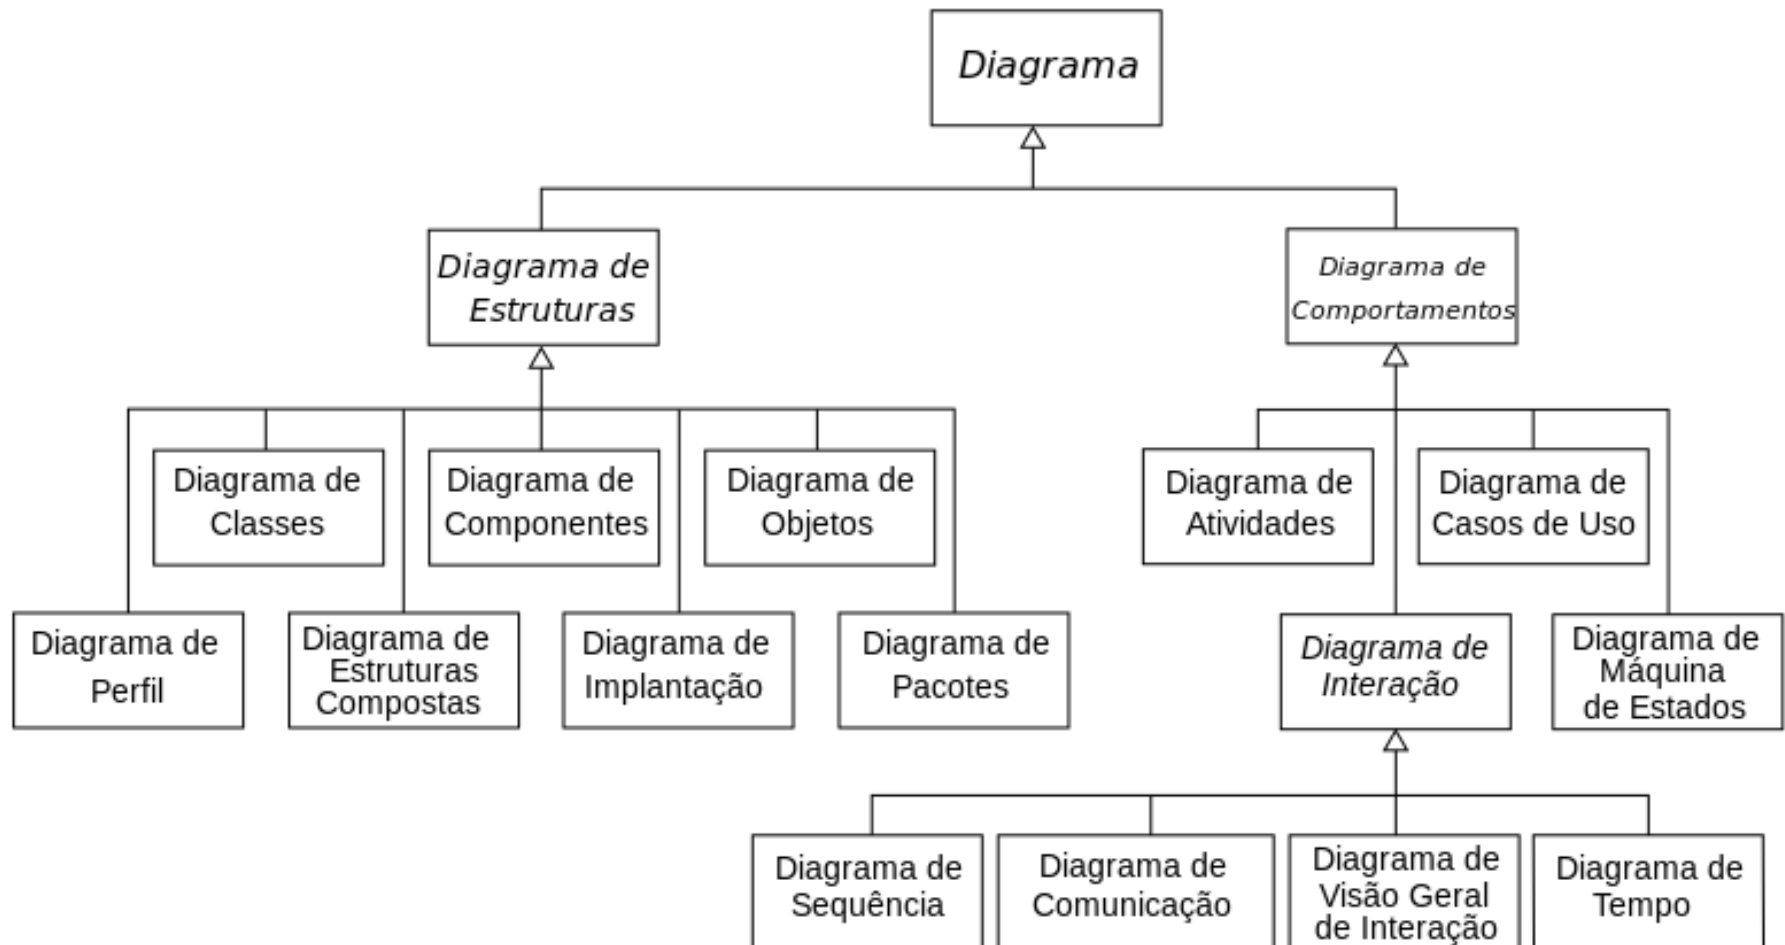 Diagrama
Diagrama de
Estruturas
Diagrama de
Comportamentos
Diagrama de
Classes
Diagrama de
Componentes
Diagrama de
Objetos
Diagrama de
Atividades
Diagrama de
Casos de Uso
Diagrama de
Perfil
Diagrama de
Estruturas
Compostas
Diagrama de
Implantação
Diagrama de
Pacotes
Diagrama de
Interação
Diagrama de
Máquina
de Estados
Diagrama de
Sequência
Diagrama de
Comunicação
Diagrama de
Visão Geral
de Interação
Diagrama de
Tempo